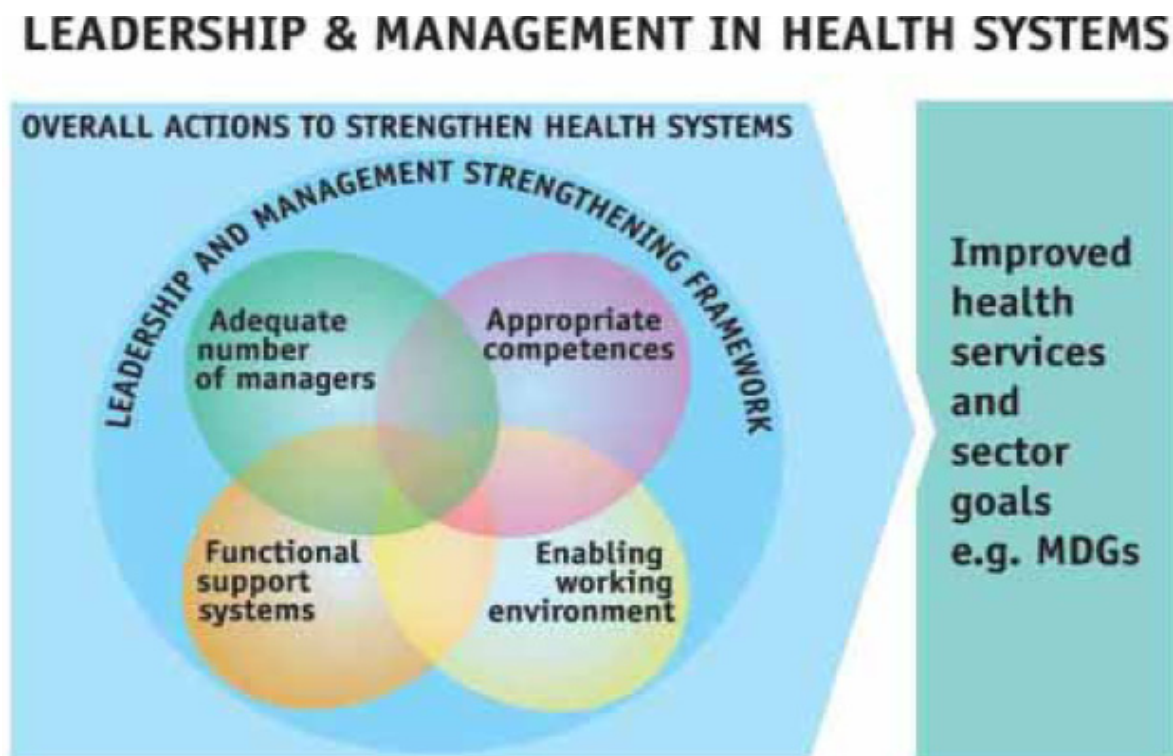 LEADERSHIP & MANAGEMENT IN HEALTH SYSTEMS
OVERALL ACTIONS TO STRENGTHEN HEALTH SYSTEMS
LEADERSHIP AND MANAGEMENT STRENGTHENING FRAMEWORK
Adequate
number
of managers
Appropriate
competences
Functional
support
systems
Enabling
working
environment
Improved
health
services
and
sector
goals
e.g. MDGs